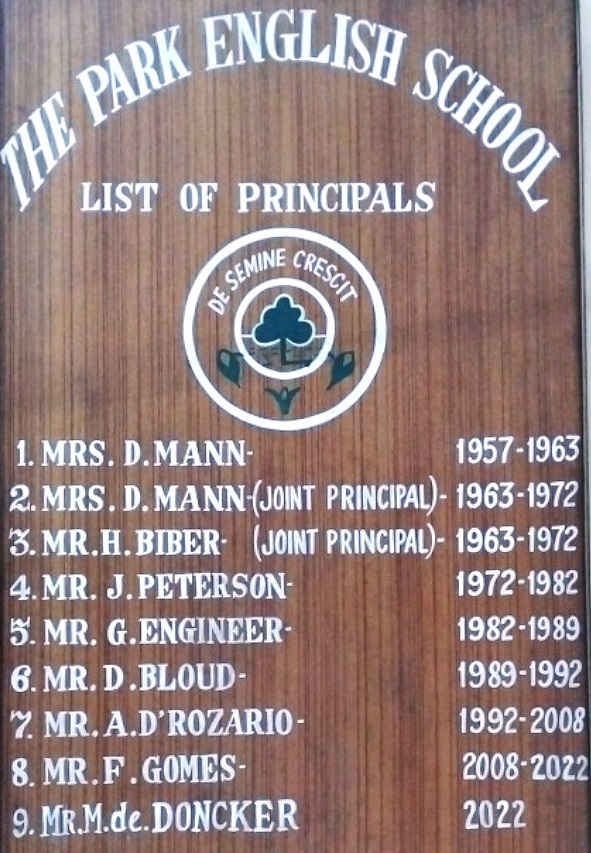 THE PARK ENGLISH SCHOOL
LIST OF PRINCIPALS
DE SEMINE CRESCIT
1. MRS. D. MANN- 1957-1963
2. MRS. D. MANN-(JOINT PRINCIPAL)- 1963-1972
3. MR. H. BIBER- (JOINT PRINCIPAL)- 1963-1972
4. MR. J. PETERSON- 1972-1982
5. MR. G. ENGINEER- 1982-1989
6. MR. D. BLOUD- 1989-1992
7. MR. A. D'ROZARIO- 1992-2008
8. MR. F. GOMES- 2008-2022
9. MR. M. de. DONCKER 2022